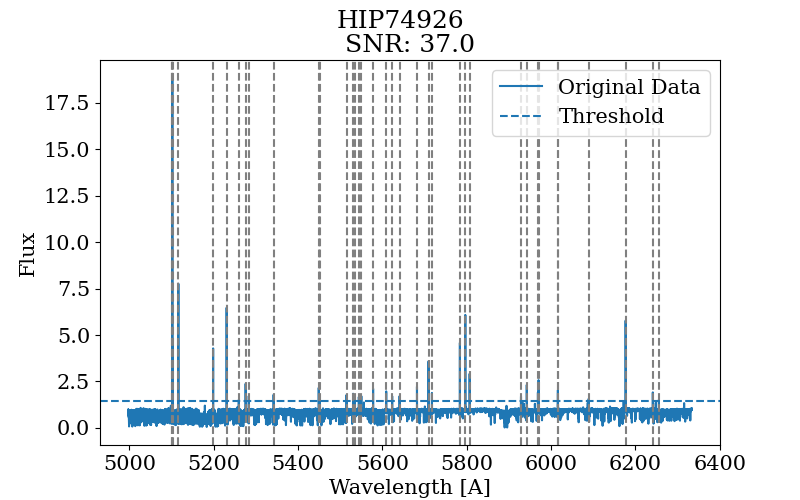 HIP74926
SNR: 37.0
Original Data
Threshold
17.5
15.0
12.5
10.0
7.5
5.0
2.5
0.0
Flux
5000 5200 5400 5600 5800 6000 6200 6400
Wavelength [A]